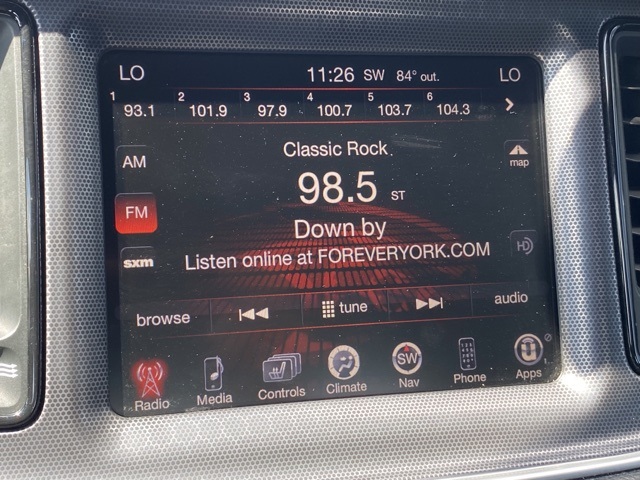 LO 11:26 SW 84° out. LO
1 2 3 4 5 6
93.1 101.9 97.9 100.7 103.7 104.3
AM Classic Rock map
98.5 ST
FM Down by
Listen online at FOREVERYORK.COM HD
sxm
browse tune audio
SW
Radio Media Controls Climate Nav Phone Apps